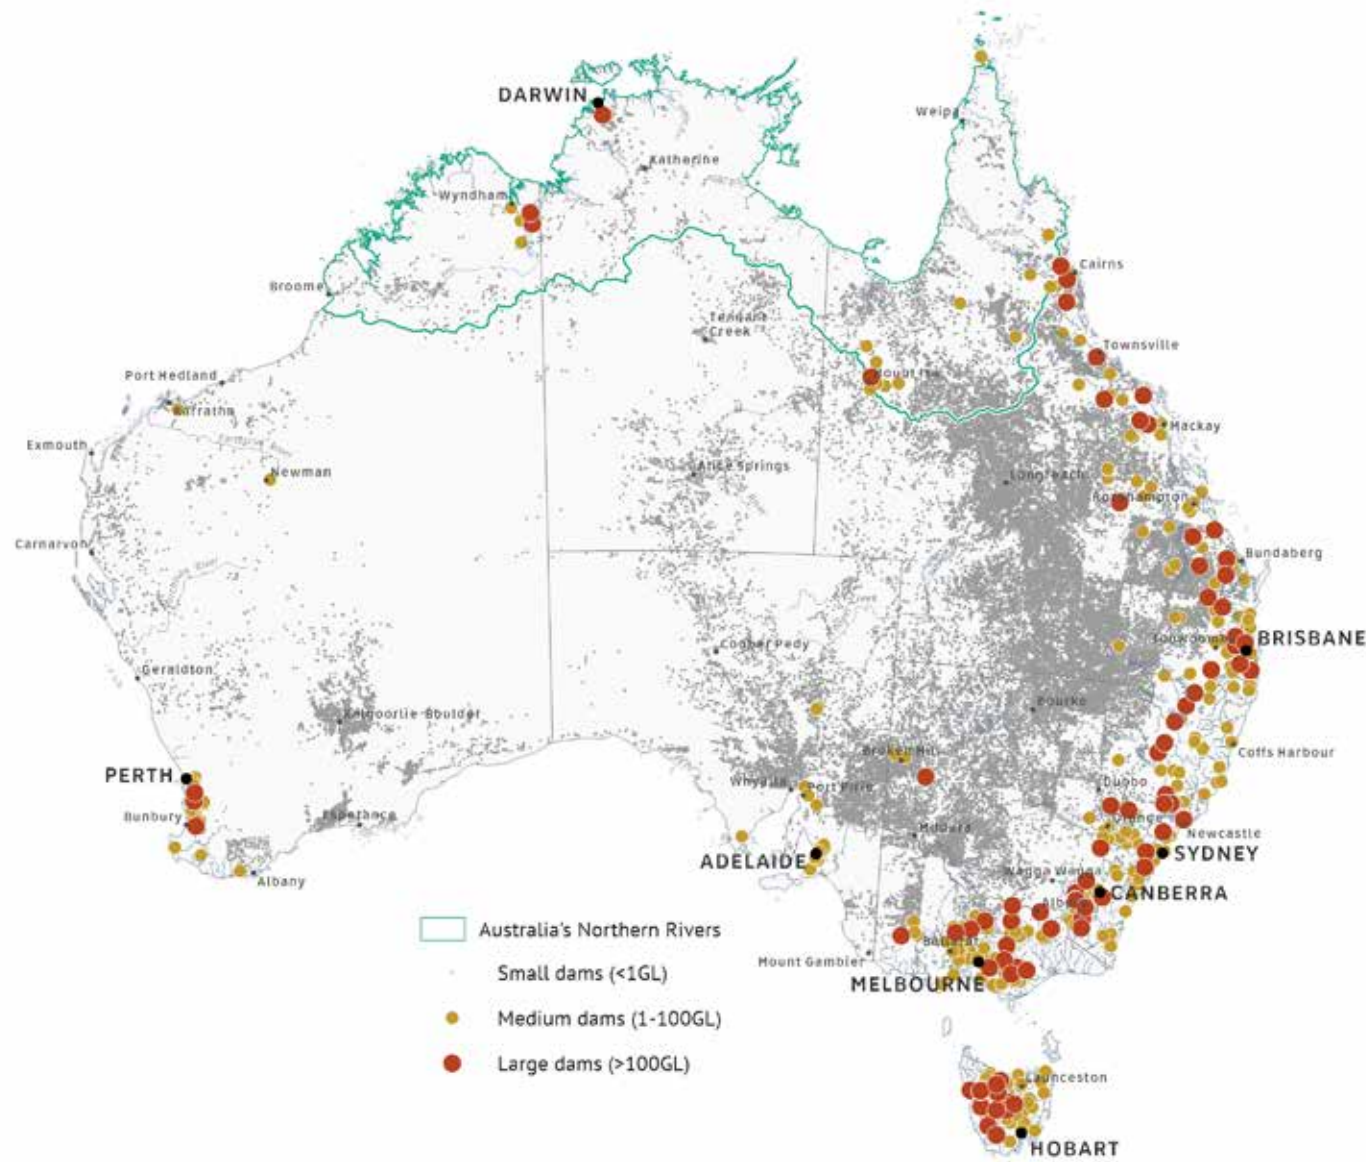 DARWIN
Weipa
Katherine
Wyndham
Cairns
Broome
Tennant
Creek
Townsville
Port Hedland
Karratha
Mount Isa
Mackay
Exmouth
Newman
Alice Springs
Longreach
Rockhampton
Carnarvon
Bundaberg
Coober Pedy
Toowoomba
BRISBANE
Geraldton
Kalgoorlie-Boulder
Bourke
Broken Hill
Coffs Harbour
PERTH
Whyalla
Port Pirie
Dubbo
Bunbury
Esperance
Mildura
Orange
Newcastle
ADELAIDE
SYDNEY
Albany
Wagga Wagga
CANBERRA
Albury
Australia's Northern Rivers
Ballarat
Mount Gambier
Small dams (<1GL)
MELBOURNE
Medium dams (1-100GL)
Large dams (>100GL)
Launceston
HOBART